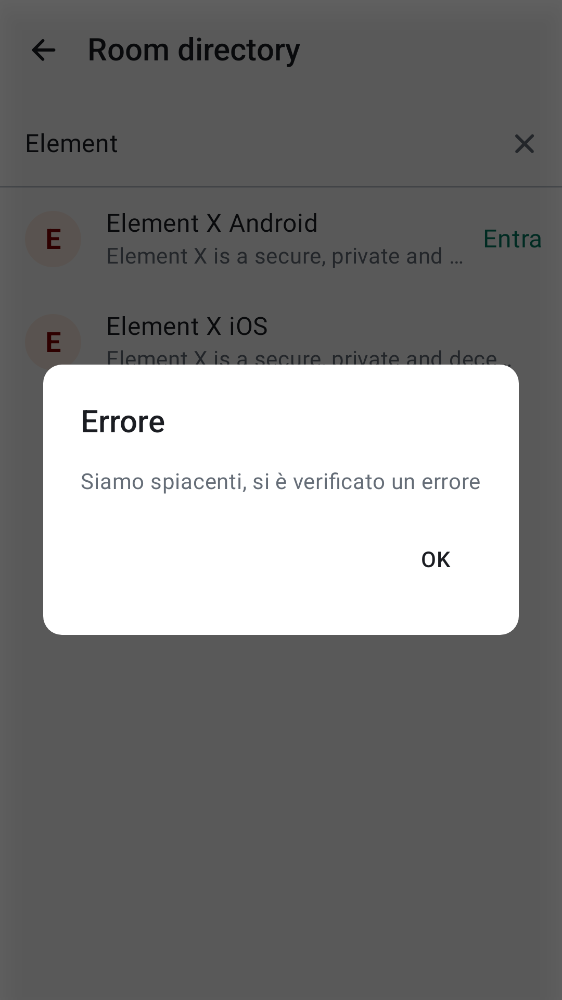 Room directory
Element
E
Element X Android
Element X is a secure, private and …
Entra
E
Element X iOS
Element X is a secure, private and dece…
Errore
Siamo spiacenti, si è verificato un errore
OK